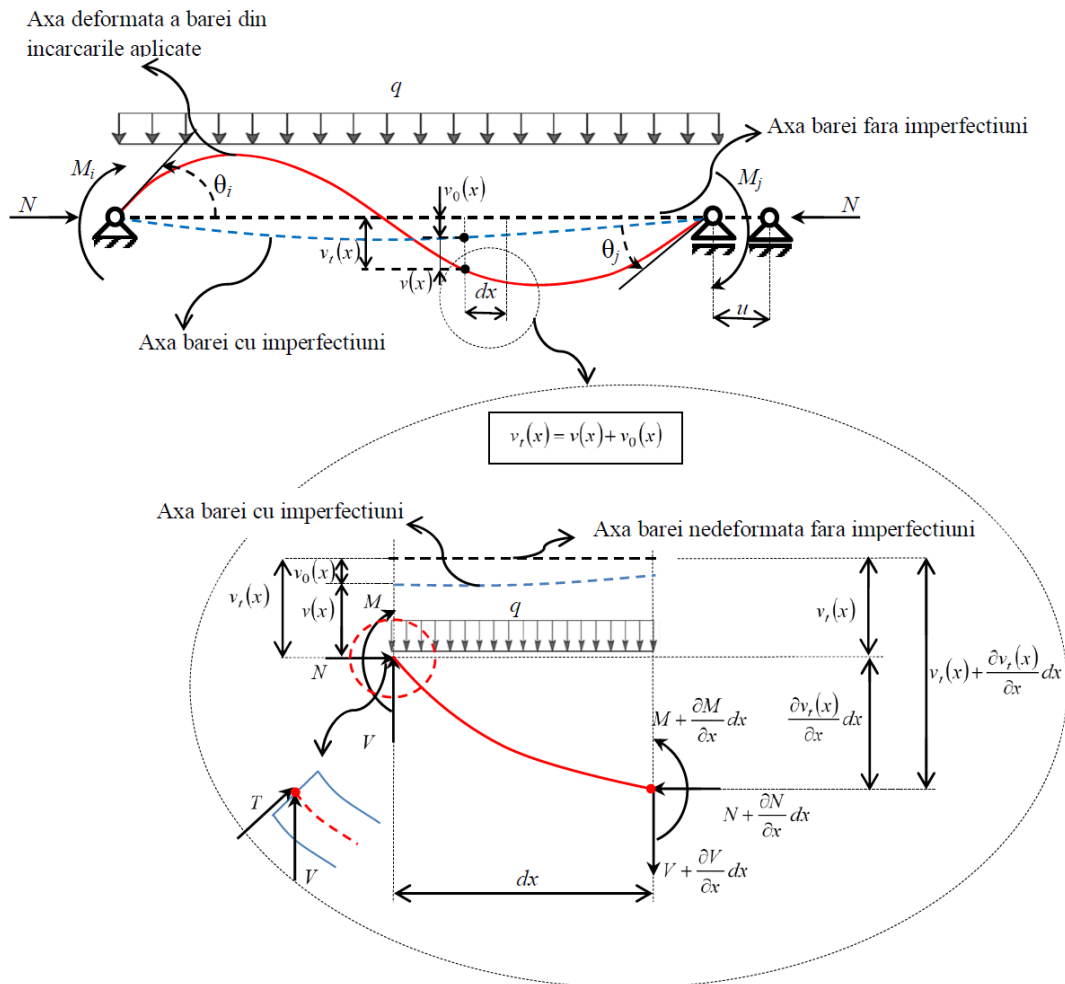 Axa deformata a barei din
incarcarile aplicate
q
Axa barei fara imperfectiuni
M_i
θ_i
v_0(x)
M_j
N
N
v_t(x)
θ_j
v(x)
dx
u
Axa barei cu imperfectiuni
v_t(x) = v(x) + v_0(x)
Axa barei cu imperfectiuni
Axa barei nedeformata fara imperfectiuni
v_0(x)
v_t(x)
v(x)
M
q
v_t(x)
N
v_t(x) + ∂v_t(x)/∂x dx
M + ∂M/∂x dx
∂v_t(x)/∂x dx
V
T
N + ∂N/∂x dx
V
dx
V + ∂V/∂x dx